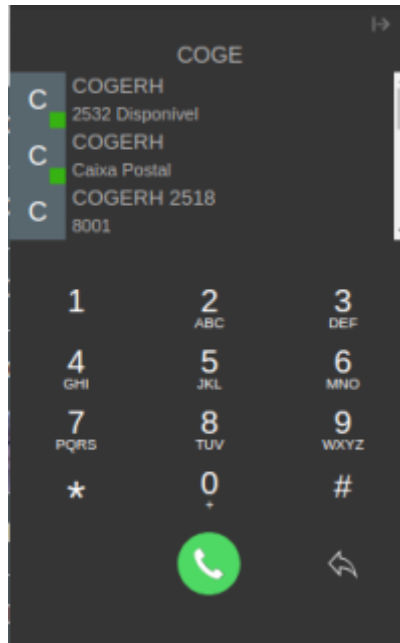 COGE
C
COGERH
2532 Disponível
C
COGERH
Caixa Postal
C
COGERH 2518
8001
1 2 3
ABC DEF
4 5 6
GHI JKL MNO
7 8 9
PQRS TUV WXYZ
* 0 #
+